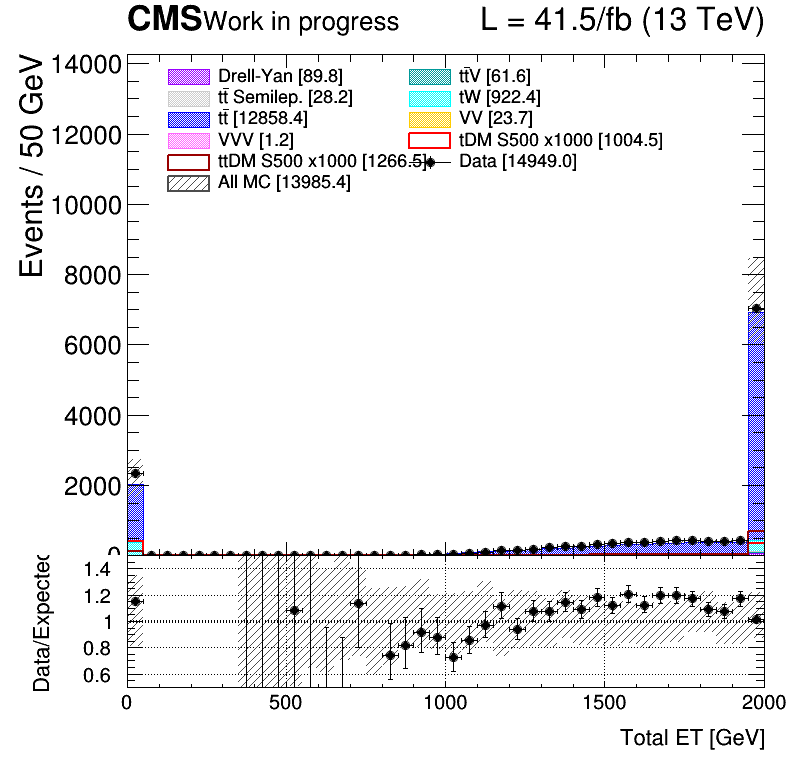 CMS Work in progress L = 41.5/fb (13 TeV)
Events / 50 GeV
14000
12000
10000
8000
6000
4000
2000
0
Drell-Yan [89.8] tt̄V [61.6]
tt̄ Semilep. [28.2] tW [922.4]
tt̄ [12858.4] VV [23.7]
VVV [1.2] tDM S500 x1000 [1004.5]
ttDM S500 x1000 [1266.5] Data [14949.0]
All MC [13985.4]
Data/Expected
1.4
1.2
1
0.8
0.6
0 500 1000 1500 2000
Total ET [GeV]